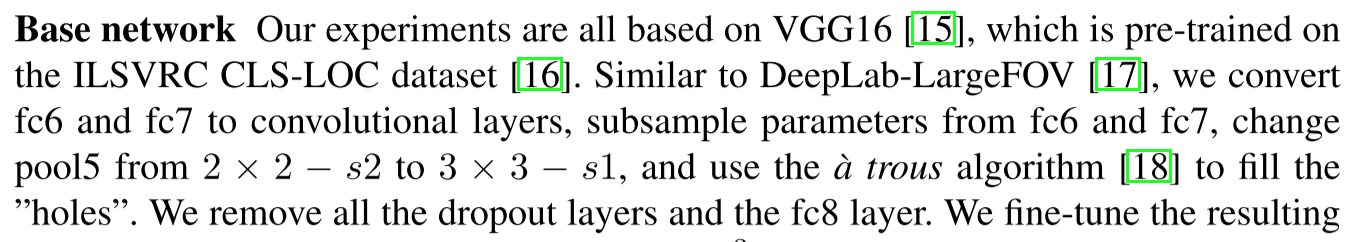 Base network Our experiments are all based on VGG16 [15], which is pre-trained on
the ILSVRC CLS-LOC dataset [16]. Similar to DeepLab-LargeFOV [17], we convert
fc6 and fc7 to convolutional layers, subsample parameters from fc6 and fc7, change
pool5 from 2 × 2 − s2 to 3 × 3 − s1, and use the à trous algorithm [18] to fill the
”holes”. We remove all the dropout layers and the fc8 layer. We fine-tune the resulting